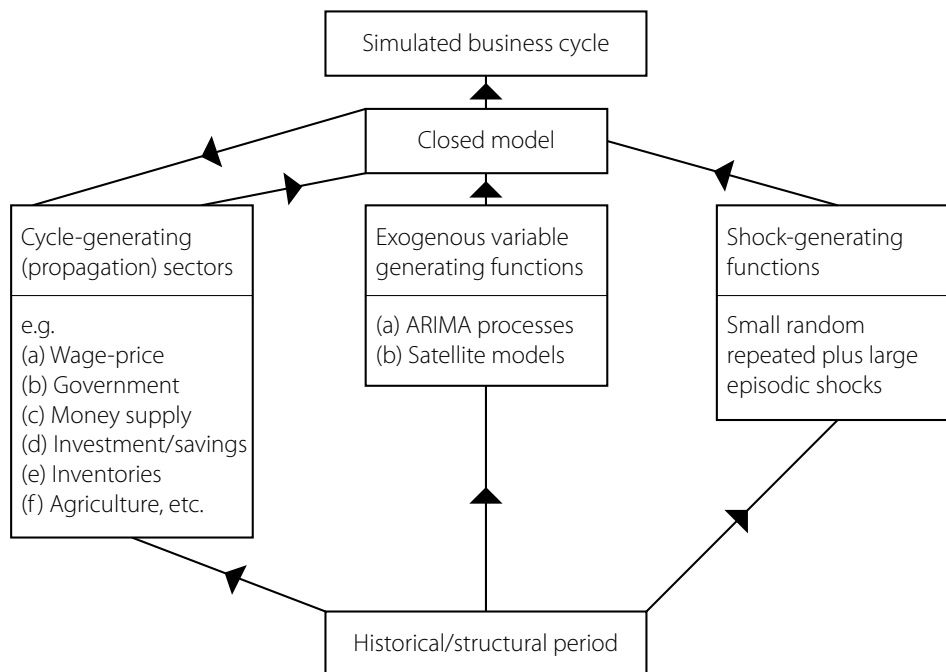 Simulated business cycle
Closed model
Cycle-generating
(propagation) sectors
e.g.
(a) Wage-price
(b) Government
(c) Money supply
(d) Investment/savings
(e) Inventories
(f) Agriculture, etc.
Exogenous variable
generating functions
(a) ARIMA processes
(b) Satellite models
Shock-generating
functions
Small random
repeated plus large
episodic shocks
Historical/structural period